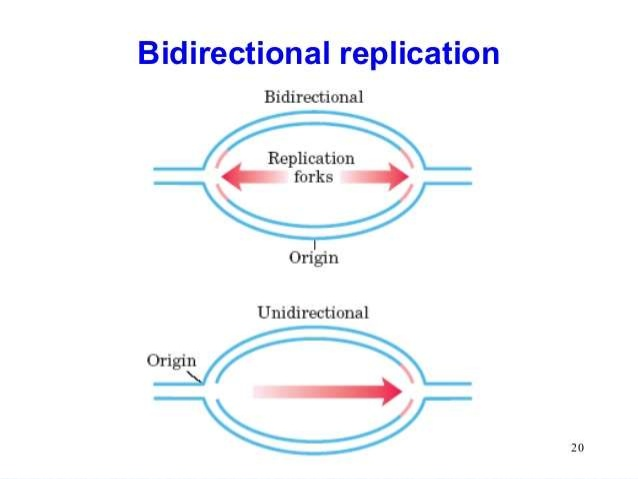 Bidirectional replication
Bidirectional
Replication
forks
Origin
Unidirectional
Origin
20